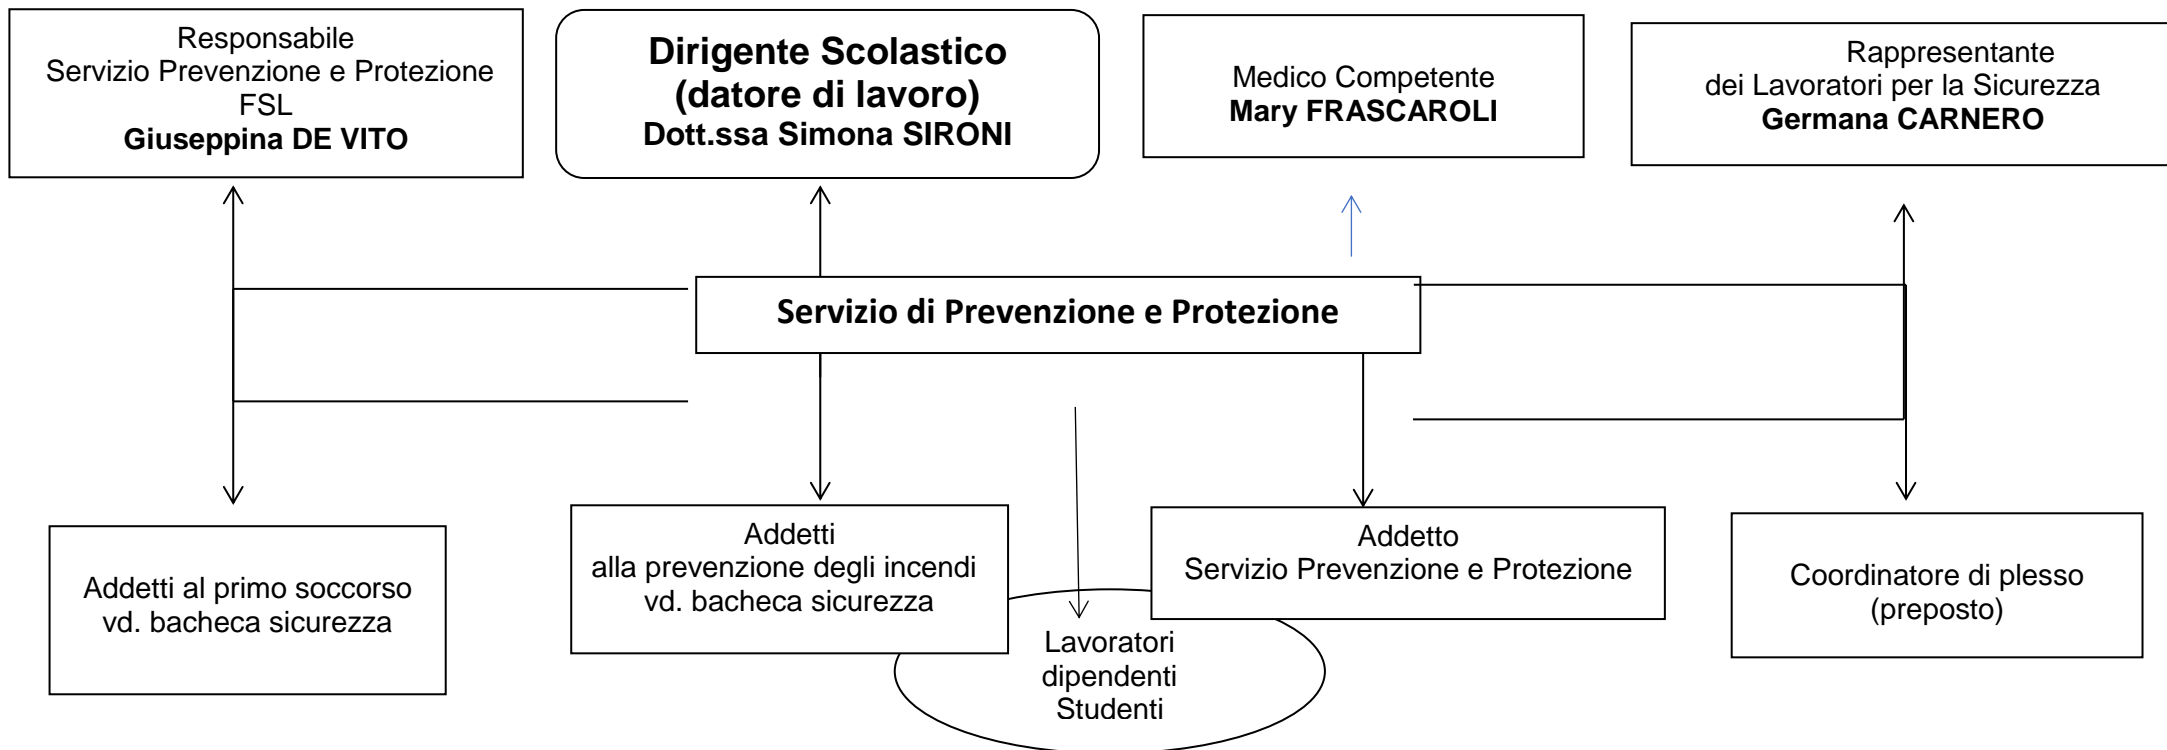 Responsabile
Servizio Prevenzione e Protezione
FSL
Giuseppina DE VITO
Dirigente Scolastico
(datore di lavoro)
Dott.ssa Simona SIRONI
Medico Competente
Mary FRASCAROLI
Rappresentante
dei Lavoratori per la Sicurezza
Germana CARNERO
Servizio di Prevenzione e Protezione
Addetti al primo soccorso
vd. bacheca sicurezza
Addetti
alla prevenzione degli incendi
vd. bacheca sicurezza
Lavoratori
dipendenti
Studenti
Addetto
Servizio Prevenzione e Protezione
Coordinatore di plesso
(preposto)